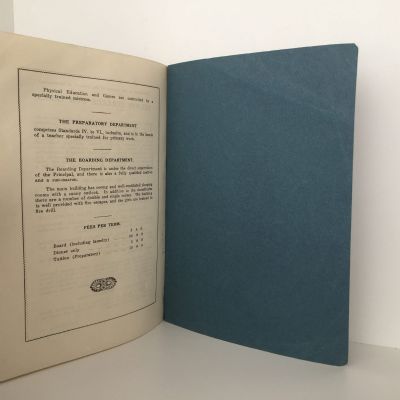 Physical Education and Games are controlled by a
specially trained mistress.
THE PREPARATORY DEPARTMENT
comprises Standards IV. to VI., inclusive, and is in the hands
of a teacher specially trained for primary work.
THE BOARDING DEPARTMENT.
The Boarding Department is under the direct supervision
of the Principal, and there is also a fully qualified matron
and a sub-matron.
The main building has roomy and well-ventilated sleeping
rooms with a sunny outlook. In addition to the dormitories
there are a number of double and single rooms. The building
is well provided with fire escapes, and the girls are trained in
fire drill.
FEES PER TERM.
£ s. d.
Board (including laundry)
Dinner only
Tuition (Preparatory)